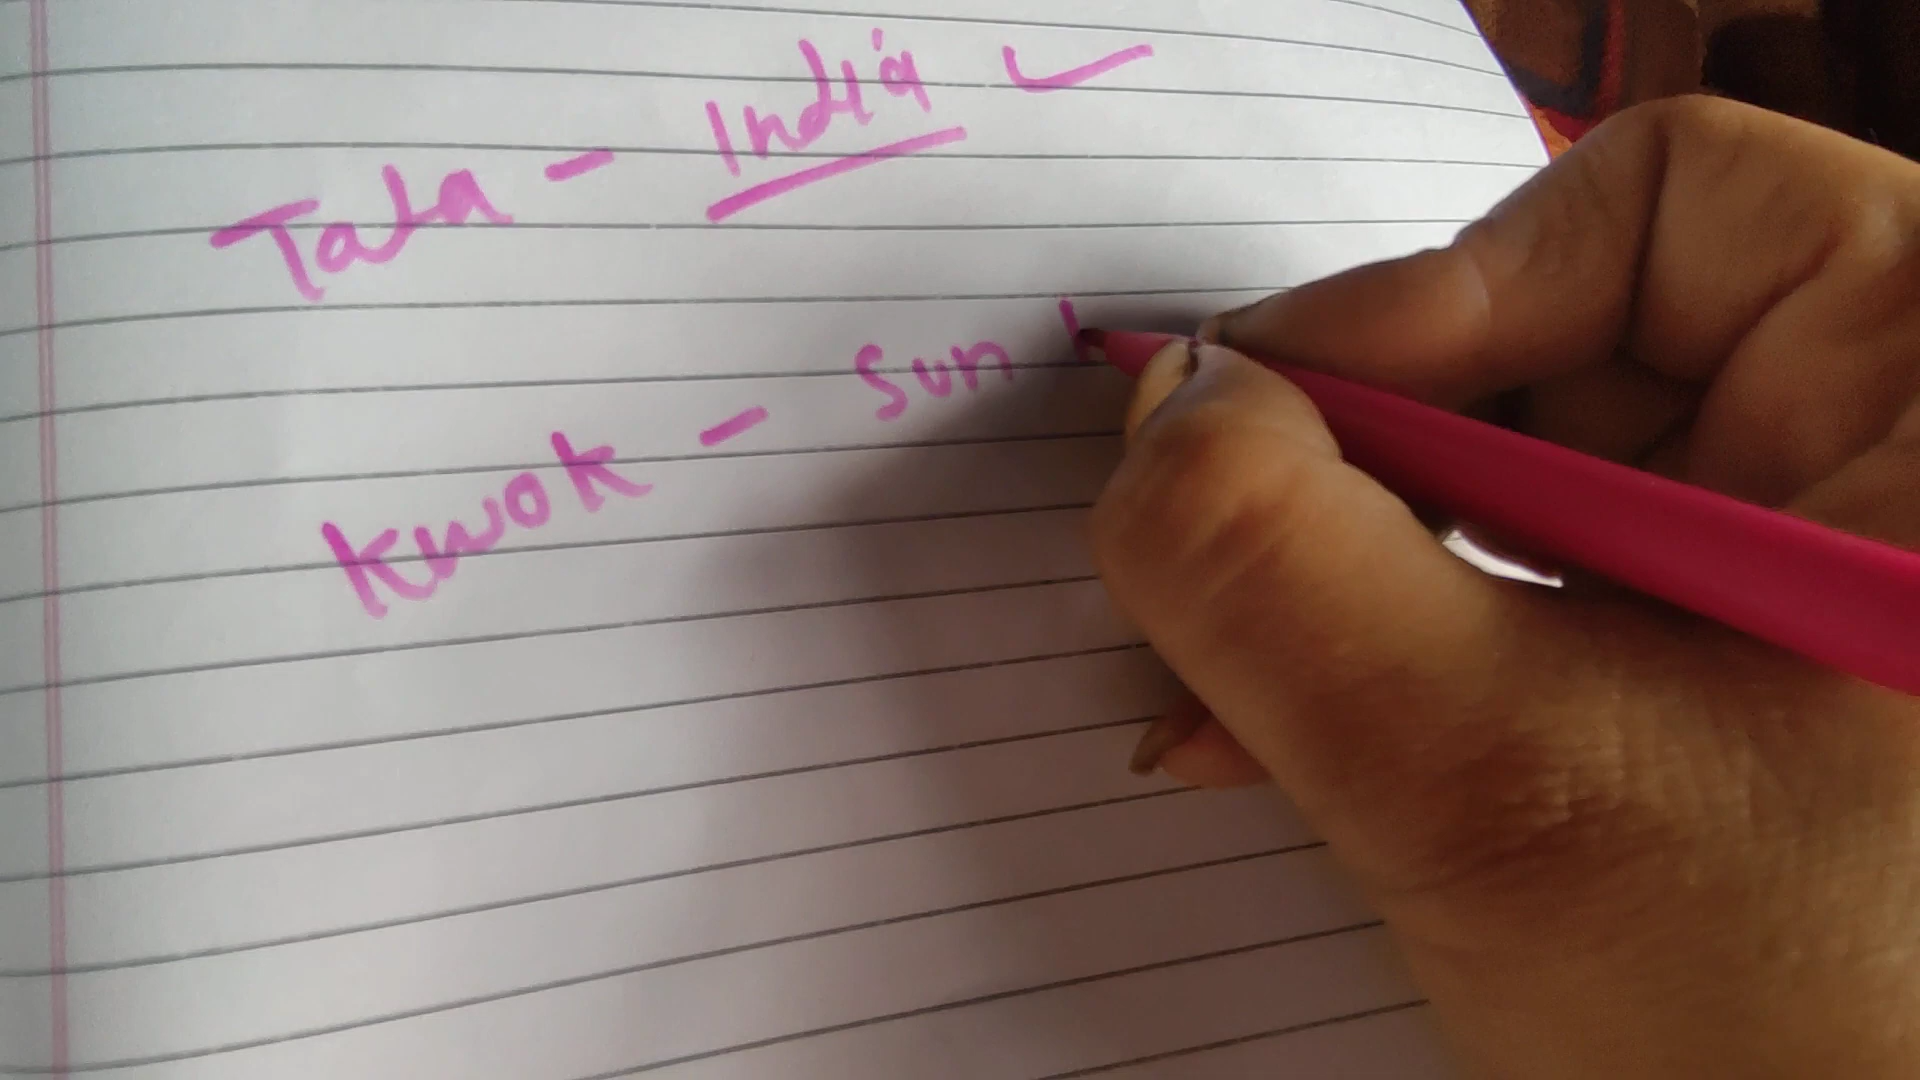 Tata - India ✓
Kwok - Sun